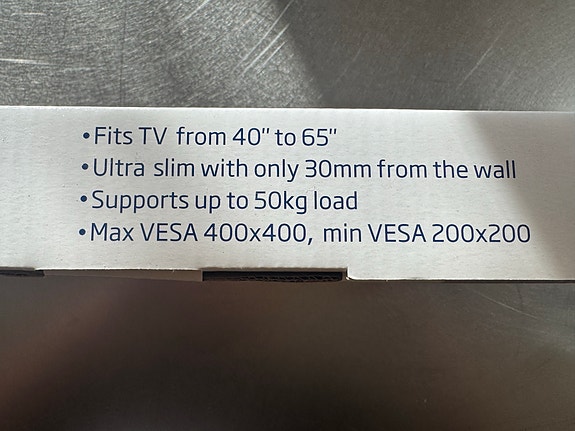 •Fits TV from 40" to 65"
•Ultra slim with only 30mm from the wall
•Supports up to 50kg load
•Max VESA 400x400, min VESA 200x200